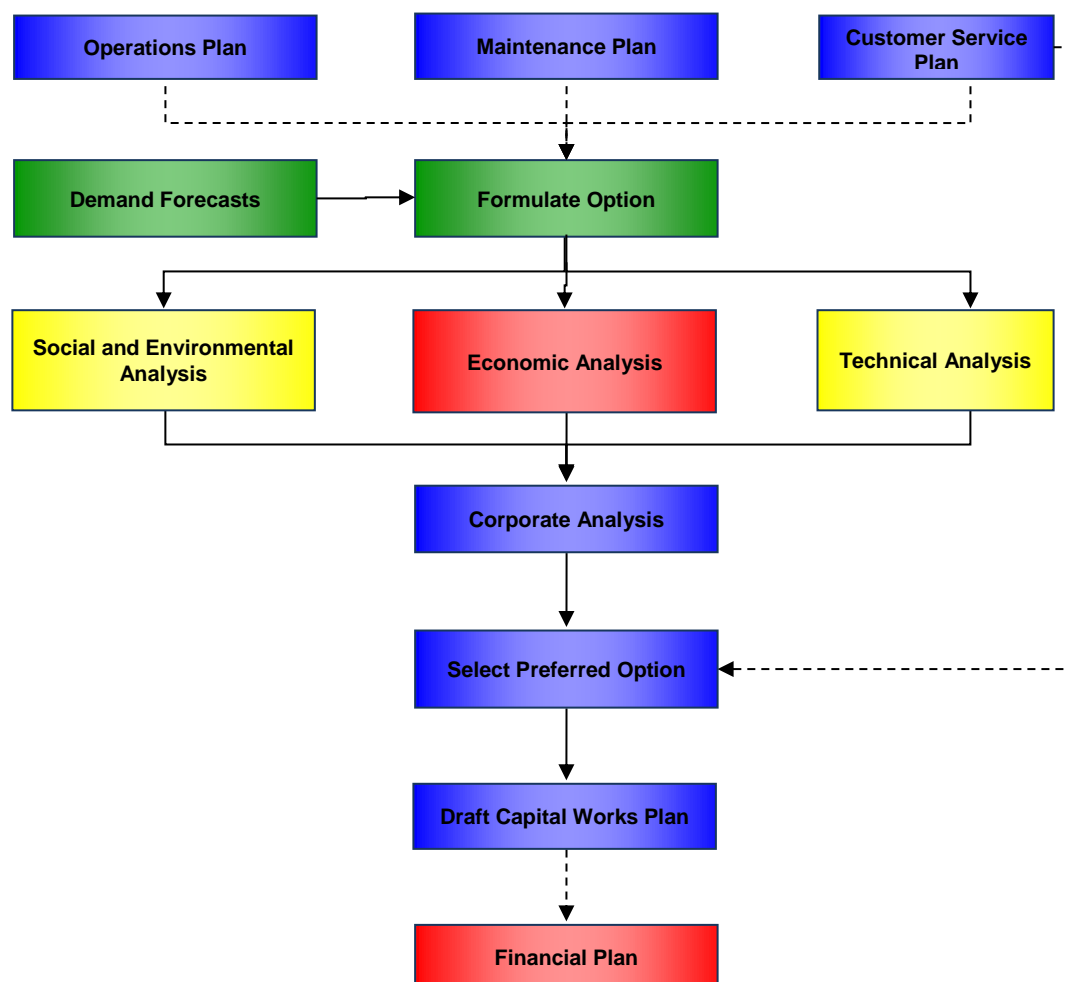 Operations Plan
Maintenance Plan
Customer Service
Plan
Demand Forecasts
Formulate Option
Social and Environmental
Analysis
Economic Analysis
Technical Analysis
Corporate Analysis
Select Preferred Option
Draft Capital Works Plan
Financial Plan